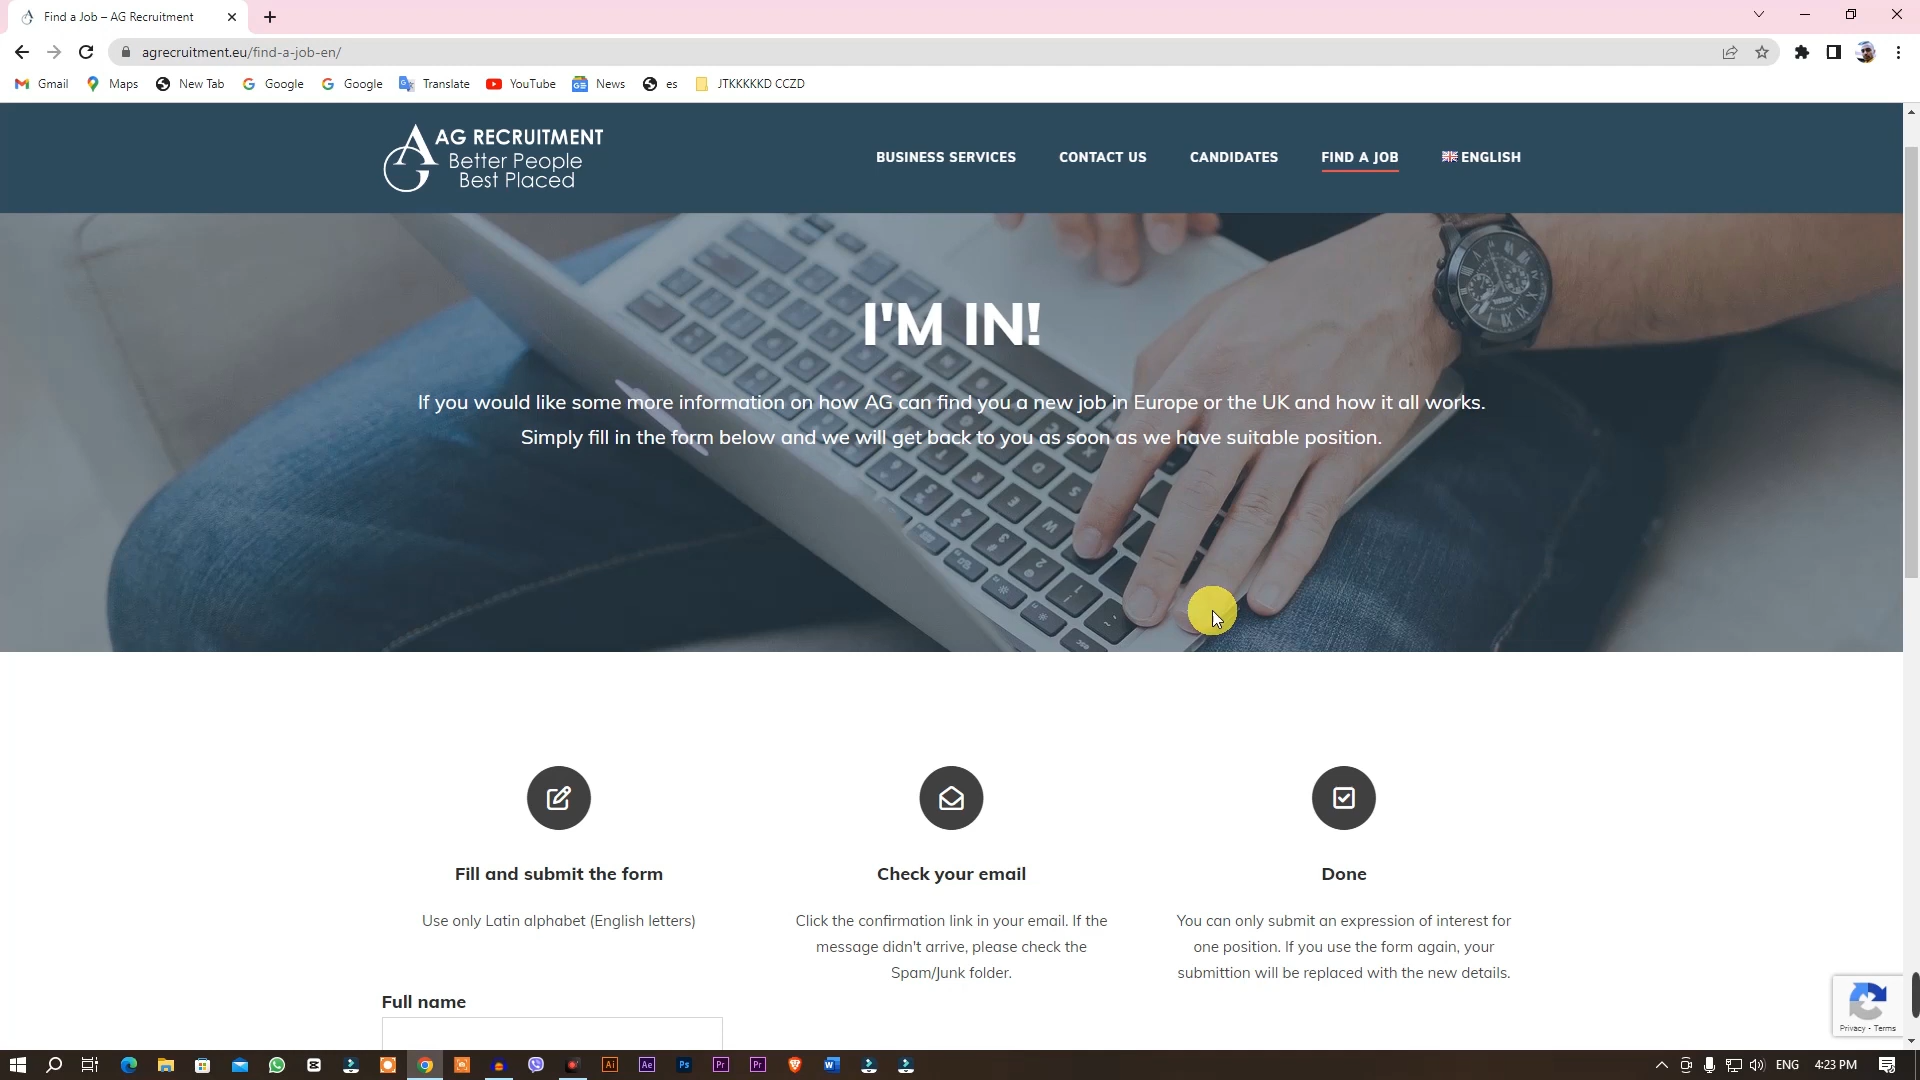 Find a Job – AG Recruitment
agrecruitment.eu/find-a-job-en/
Gmail
Maps
New Tab
Google
Google
Translate
YouTube
News
es
JTKKKKKD CCZD
AG RECRUITMENT
Better People
Best Placed
BUSINESS SERVICES
CONTACT US
CANDIDATES
FIND A JOB
ENGLISH
I'M IN!
If you would like some more information on how AG can find you a new job in Europe or the UK and how it all works.
Simply fill in the form below and we will get back to you as soon as we have suitable position.
Fill and submit the form
Use only Latin alphabet (English letters)
Check your email
Click the confirmation link in your email. If the
message didn't arrive, please check the
Spam/Junk folder.
Done
You can only submit an expression of interest for
one position. If you use the form again, your
submittion will be replaced with the new details.
Full name
Privacy - Terms
Ai
Ae
Ps
Pr
Pr
ENG
4:23 PM